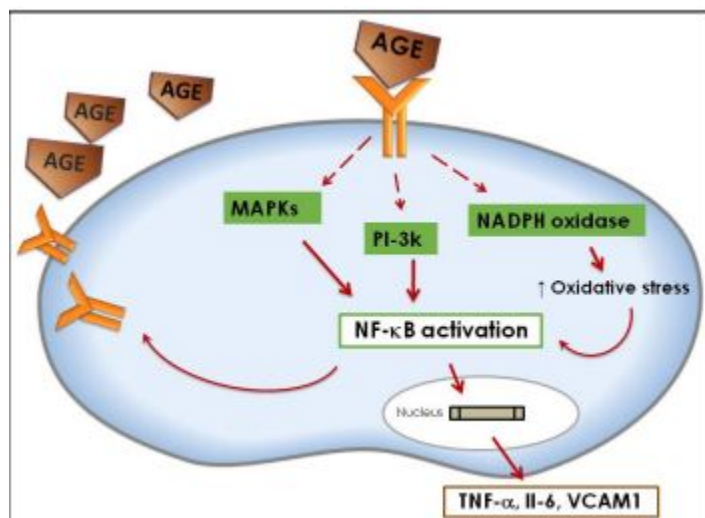 AGE
AGE
AGE
AGE
MAPKs
PI-3k
NADPH oxidase
↑ Oxidative stress
NF-κB activation
Nucleus
TNF-α, Il-6, VCAM1